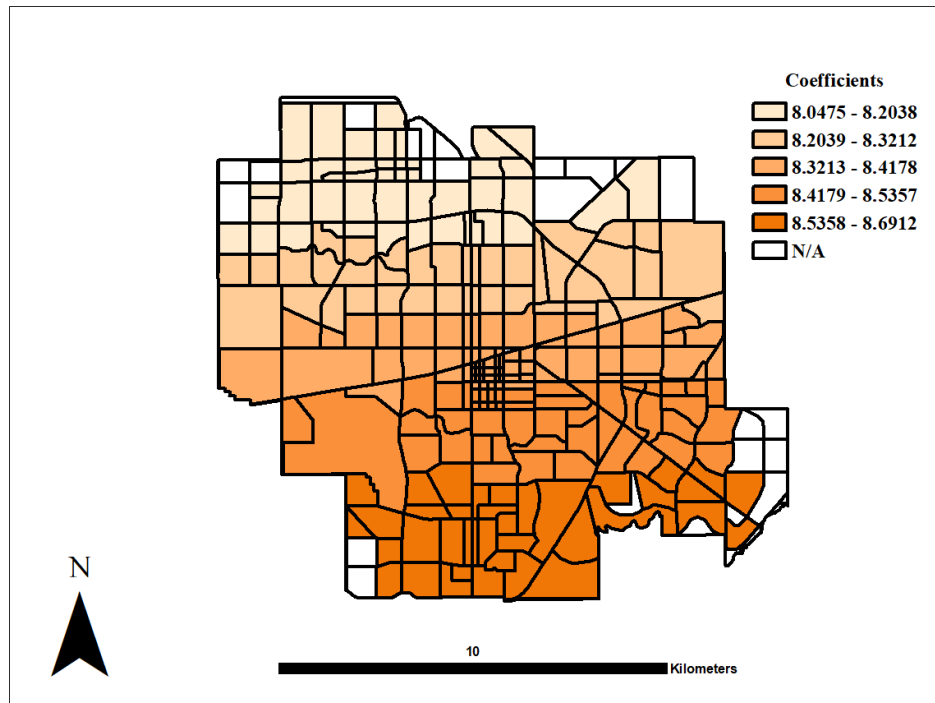 Coefficients
8.0475 - 8.2038
8.2039 - 8.3212
8.3213 - 8.4178
8.4179 - 8.5357
8.5358 - 8.6912
N/A
N
10
Kilometers